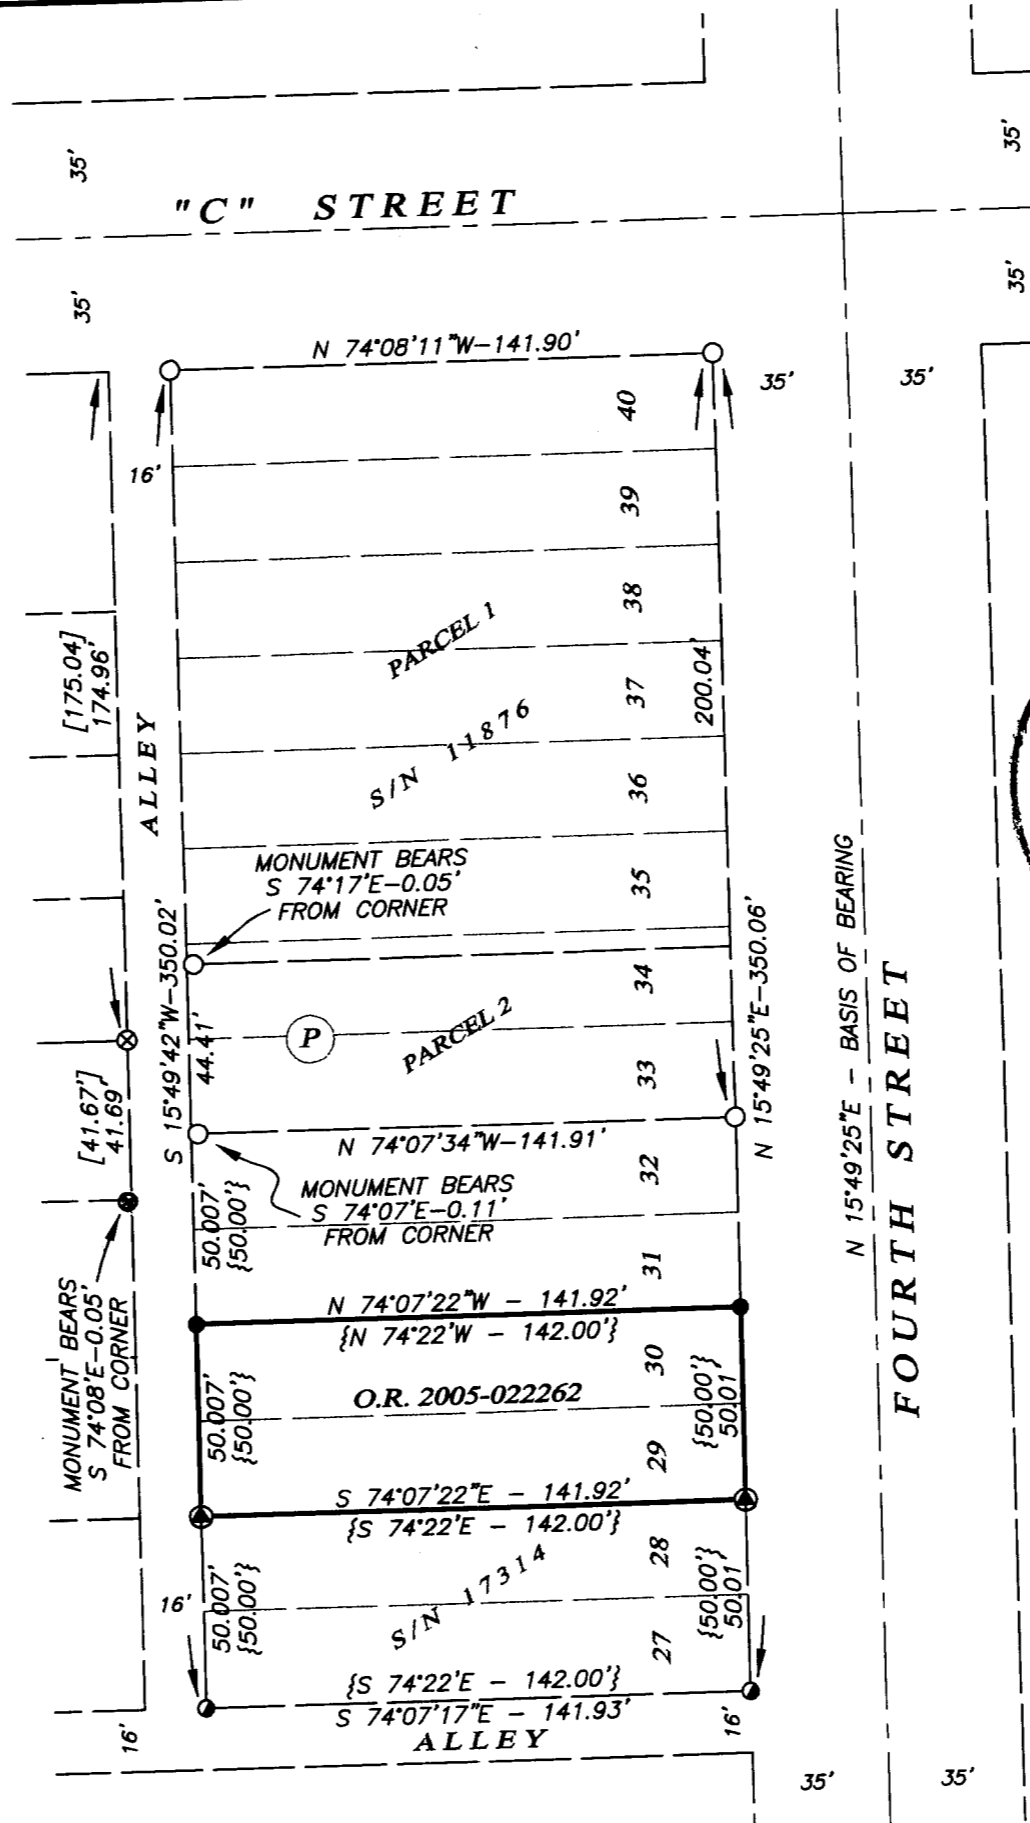 35'
35'
"C" STREET
35'
35'
N 74°08'11"W-141.90'
35'
35'
40
16'
39
38
PARCEL 1
[175.04]
174.96'
37
200.04'
S/N 11876
ALLEY
36
MONUMENT BEARS
S 74°17'E-0.05'
FROM CORNER
35
S 15°49'42"W-350.02'
N 15°49'25"E-350.06'
N 15°49'25"E - BASIS OF BEARING
FOURTH STREET
34
44.41'
P
PARCEL 2
33
[41.67']
41.69'
N 74°07'34"W-141.91'
32
MONUMENT BEARS
S 74°07'E-0.11'
FROM CORNER
50.007'
{50.00'}
31
MONUMENT BEARS
S 74°08'E-0.05'
FROM CORNER
N 74°07'22"W - 141.92'
{N 74°22'W - 142.00'}
30
O.R. 2005-022262
50.007'
{50.00'}
{50.00'}
50.01'
29
S 74°07'22"E - 141.92'
{S 74°22'E - 142.00'}
28
S/N 17314
16'
50.007'
{50.00'}
{50.00'}
50.01'
27
{S 74°22'E - 142.00'}
S 74°07'17"E - 141.93'
16'
ALLEY
16'
35'
35'